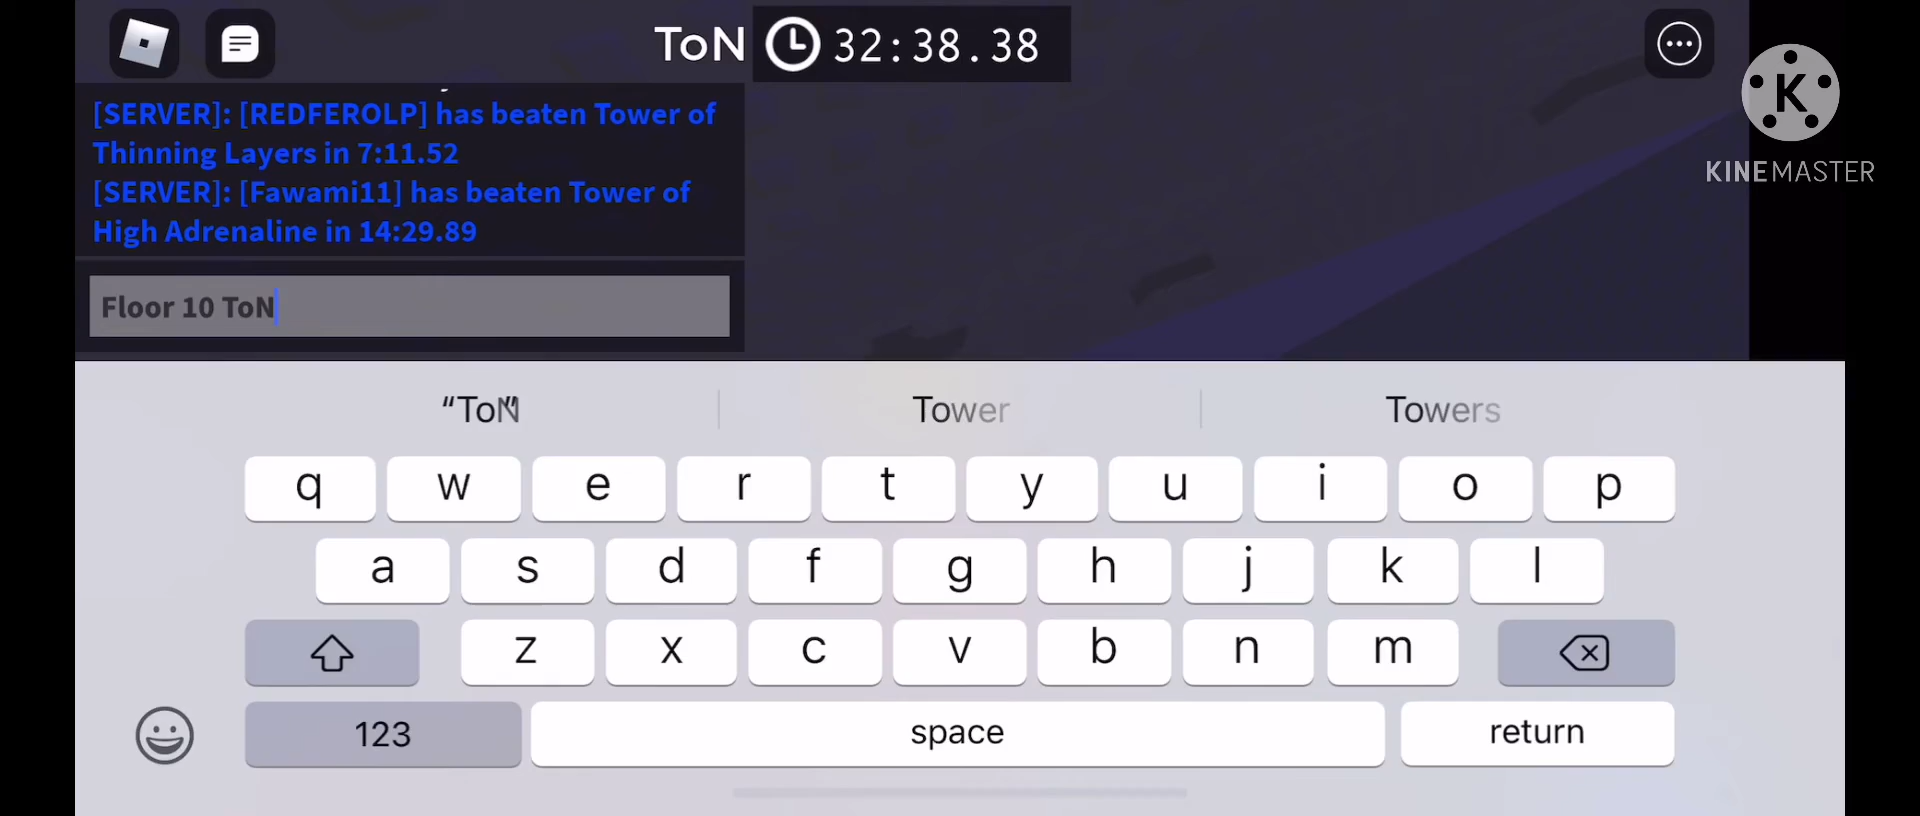 ToN 32:38.38
[SERVER]: [REDFEROLP] has beaten Tower of
Thinning Layers in 7:11.52
[SERVER]: [Fawami11] has beaten Tower of
High Adrenaline in 14:29.89
Floor 10 ToN
K
KINEMASTER
“ToN” Tower Towers
q w e r t y u i o p
a s d f g h j k l
z x c v b n m
123 space return